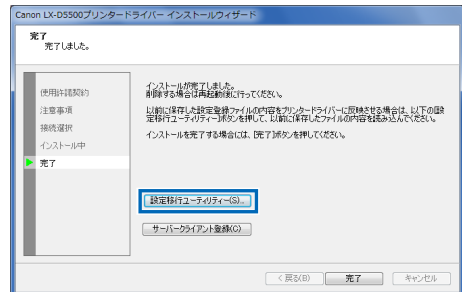 Canon LX-D5500プリンタードライバー インストールウィザード
完了
完了しました。
使用許諾契約
注意事項
接続選択
インストール中
完了
インストールが完了しました。
削除する場合は再起動後に行ってください。
以前に保存した設定登録ファイルの内容をプリンタードライバーに反映させる場合は、以下の[設
定移行ユーティリティー]ボタンを押して、以前に保存したファイルの内容を読み込んでください。
インストールを完了する場合には、[完了]ボタンを押してください。
設定移行ユーティリティー(S)...
サーバークライアント登録(C)
< 戻る(B)
完了
キャンセル